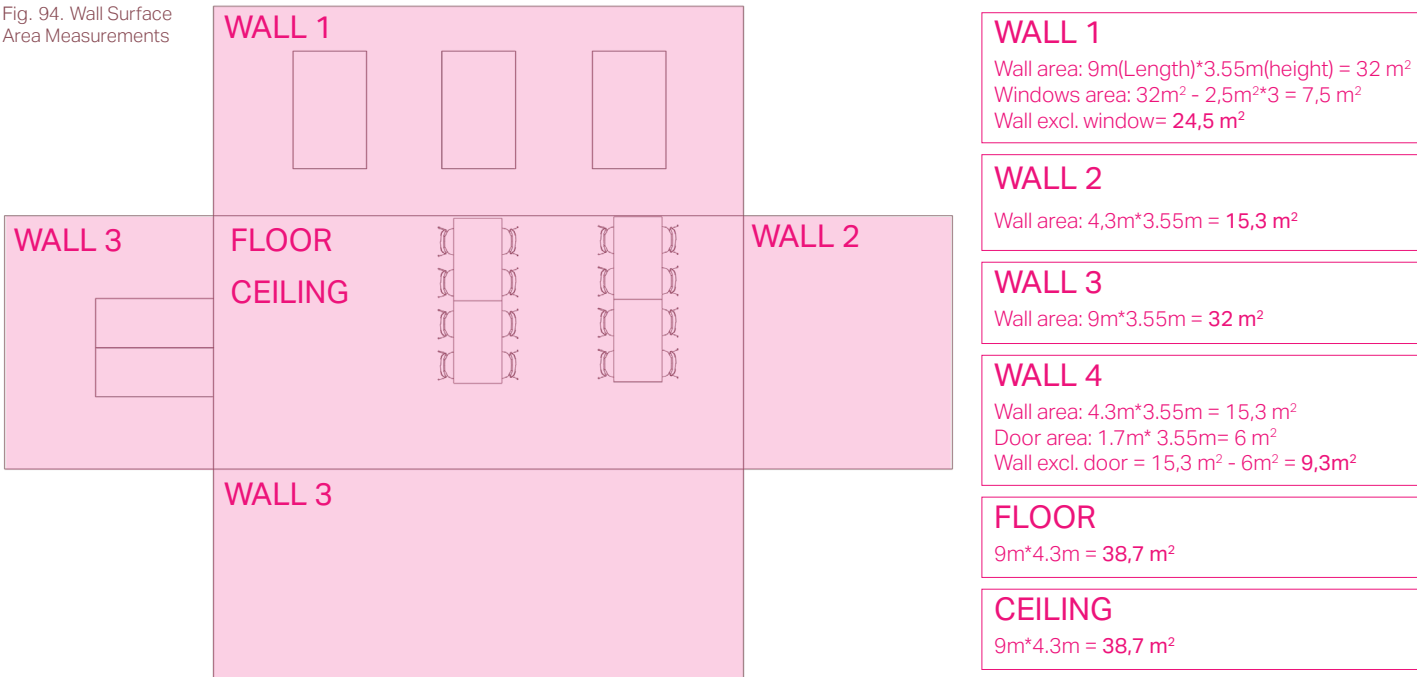 Fig. 94. Wall Surface
Area Measurements
WALL 1
WALL 3
FLOOR
CEILING
WALL 2
WALL 3
WALL 1
Wall area: 9m(Length)*3.55m(height) = 32 m²
Windows area: 32m² - 2,5m²*3 = 7,5 m²
Wall excl. window= 24,5 m²
WALL 2
Wall area: 4,3m*3.55m = 15,3 m²
WALL 3
Wall area: 9m*3.55m = 32 m²
WALL 4
Wall area: 4.3m*3.55m = 15,3 m²
Door area: 1.7m* 3.55m= 6 m²
Wall excl. door = 15,3 m² - 6m² = 9,3m²
FLOOR
9m*4.3m = 38,7 m²
CEILING
9m*4.3m = 38,7 m²